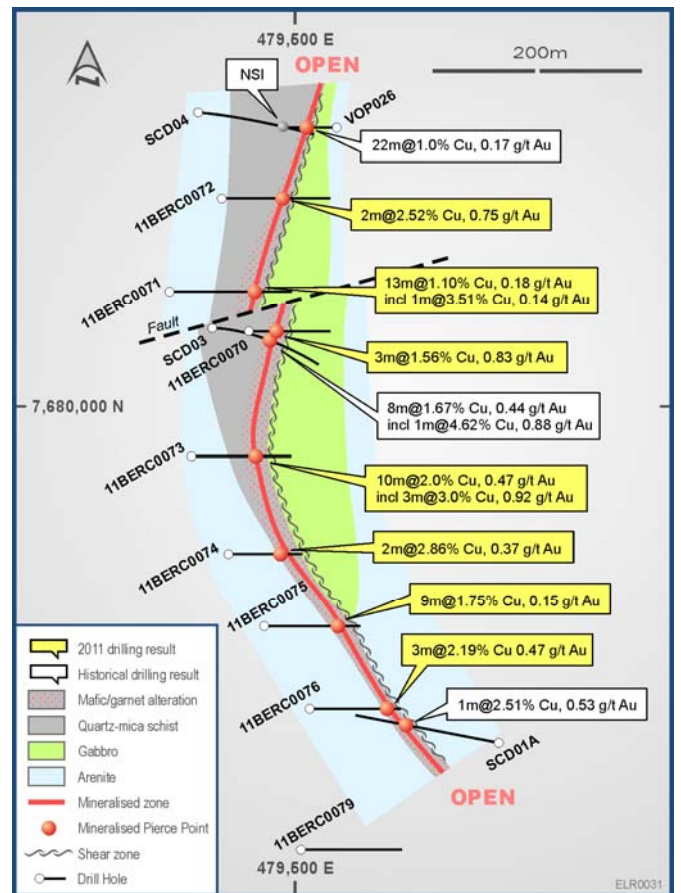 479,500 E
OPEN
200m
NSI
SCD04
VOP026
22m@1.0% Cu, 0.17 g/t Au
11BERC0072
2m@2.52% Cu, 0.75 g/t Au
11BERC0071
13m@1.10% Cu, 0.18 g/t Au
incl 1m@3.51% Cu, 0.14 g/t Au
Fault
SCD03
11BERC0070
3m@1.56% Cu, 0.83 g/t Au
7,680,000 N
8m@1.67% Cu, 0.44 g/t Au
incl 1m@4.62% Cu, 0.88 g/t Au
11BERC0073
10m@2.0% Cu, 0.47 g/t Au
incl 3m@3.0% Cu, 0.92 g/t Au
11BERC0074
2m@2.86% Cu, 0.37 g/t Au
11BERC0075
9m@1.75% Cu, 0.15 g/t Au
3m@2.19% Cu 0.47 g/t Au
11BERC0076
1m@2.51% Cu, 0.53 g/t Au
SCD01A
OPEN
11BERC0079
479,500 E
2011 drilling result
Historical drilling result
Mafic/garnet alteration
Quartz-mica schist
Gabbro
Arenite
Mineralised zone
Mineralised Pierce Point
Shear zone
Drill Hole
ELR0031